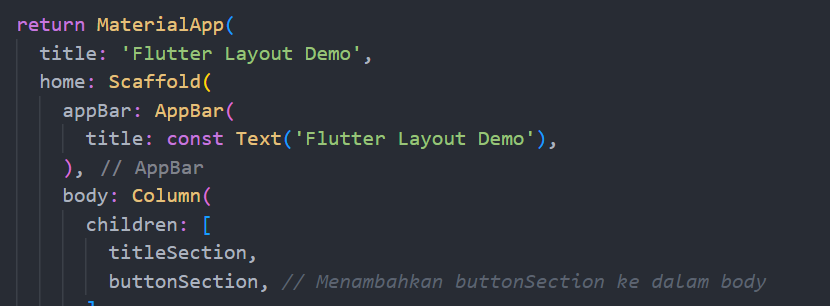 return MaterialApp(
title: 'Flutter Layout Demo',
home: Scaffold(
appBar: AppBar(
title: const Text('Flutter Layout Demo'),
), // AppBar
body: Column(
children: [
titleSection,
buttonSection, // Menambahkan buttonSection ke dalam body